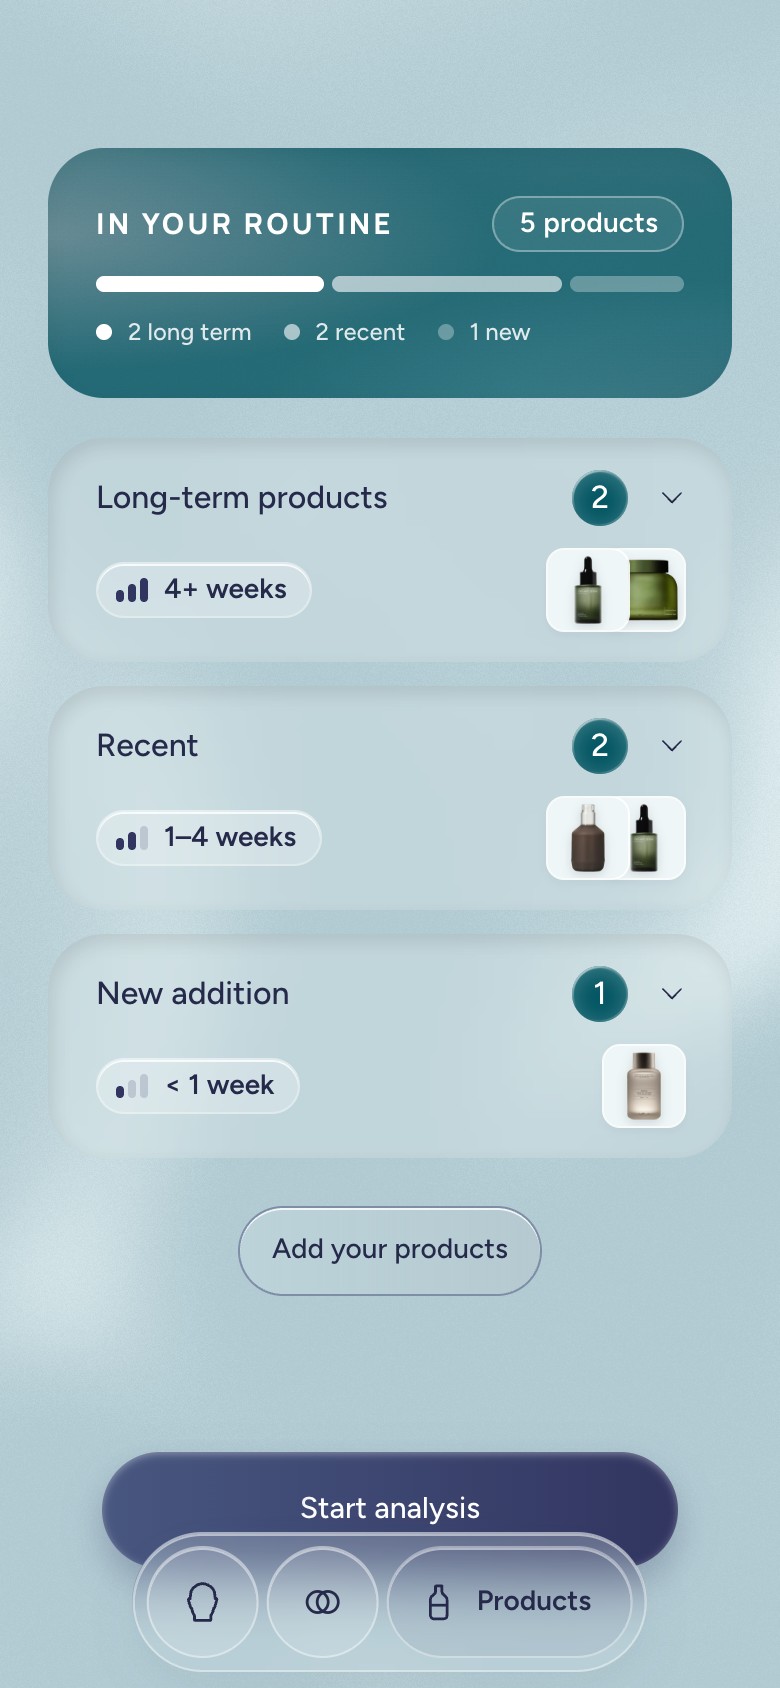 IN YOUR ROUTINE
5 products
2 long term
2 recent
1 new
Long-term products
2
4+ weeks
Recent
2
1–4 weeks
New addition
1
< 1 week
Add your products
Start analysis
Products